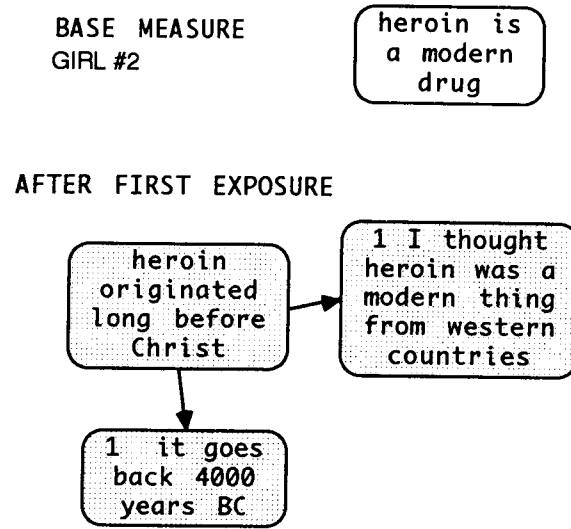 BASE MEASURE
GIRL #2
heroin is
a modern
drug
AFTER FIRST EXPOSURE
heroin
originated
long before
Christ
1 I thought
heroin was a
modern thing
from western
countries
1 it goes
back 4000
years BC